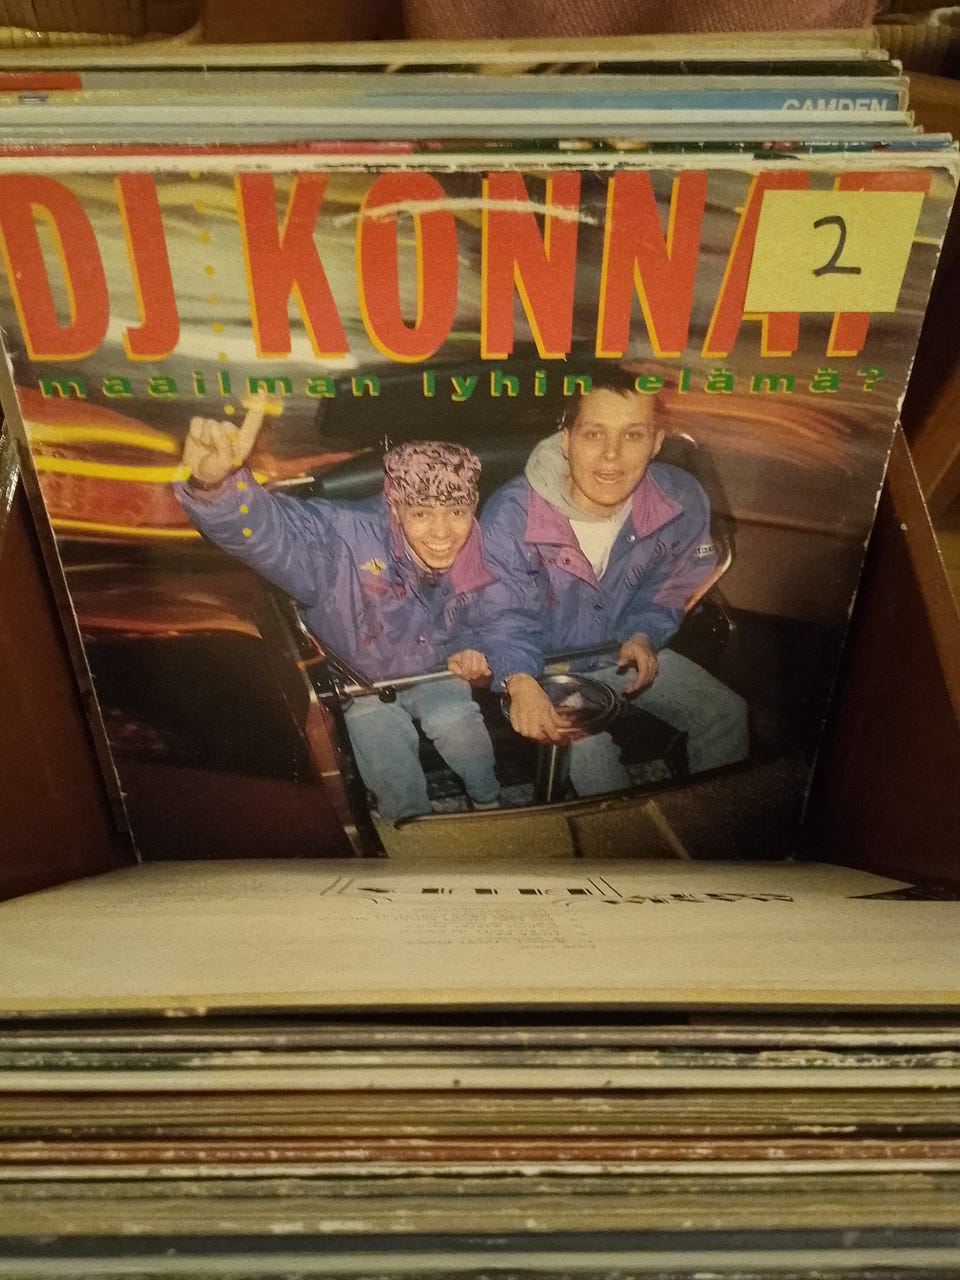 CAMDEN
DJ KONNAT
2
maailman lyhin elämä?